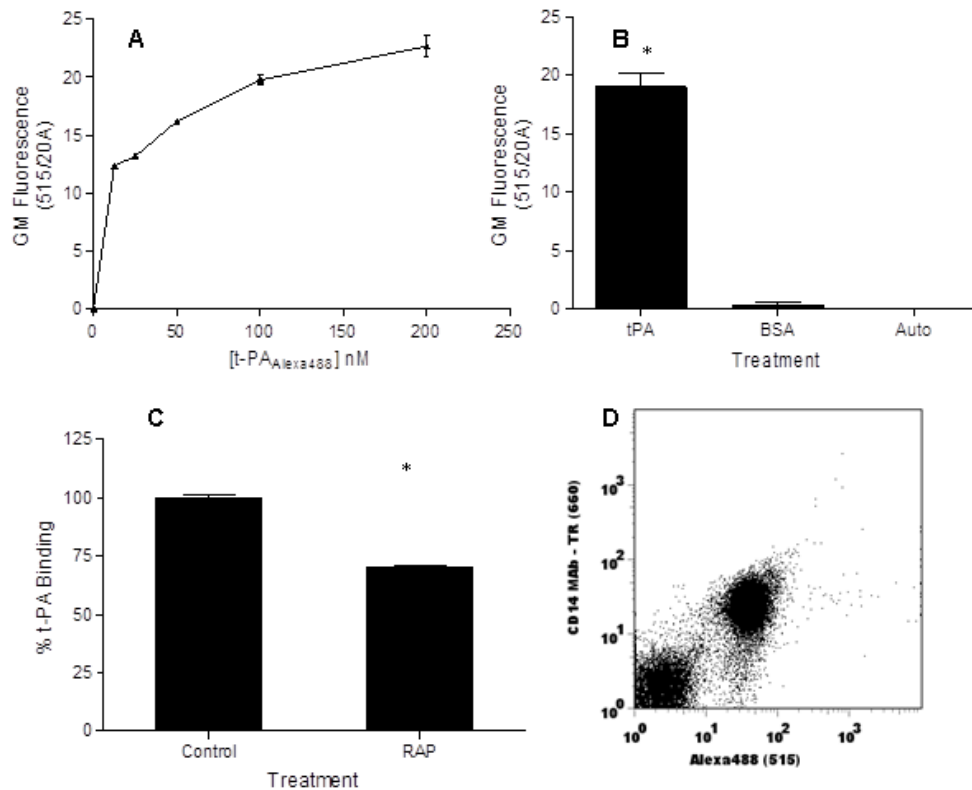 A
GM Fluorescence
(515/20A)
25
20
15
10
5
0
0 50 100 150 200 250
[t-PAAlexa488] nM
B
*
GM Fluorescence
(515/20A)
25
20
15
10
5
0
tPA BSA Auto
Treatment
C
*
% t-PA Binding
125
100
75
50
25
0
Control RAP
Treatment
D
CD14 MAb - TR (660)
10³
10²
10¹
10⁰
10⁰ 10¹ 10² 10³
Alexa488 (515)